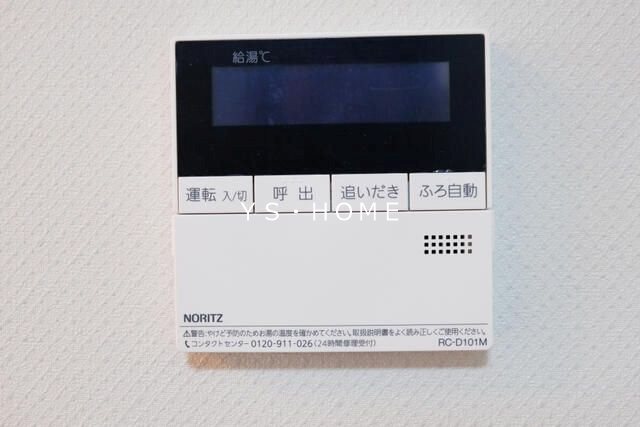 給湯℃
運転 入/切 呼出 追いだき ふろ自動
YS・HOME
NORITZ
⚠警告:やけど予防のためお湯の温度を確かめてください。取扱説明書をよく読み正しくご使用ください。
コンタクトセンター 0120-911-026(24時間修理受付) RC-D101M